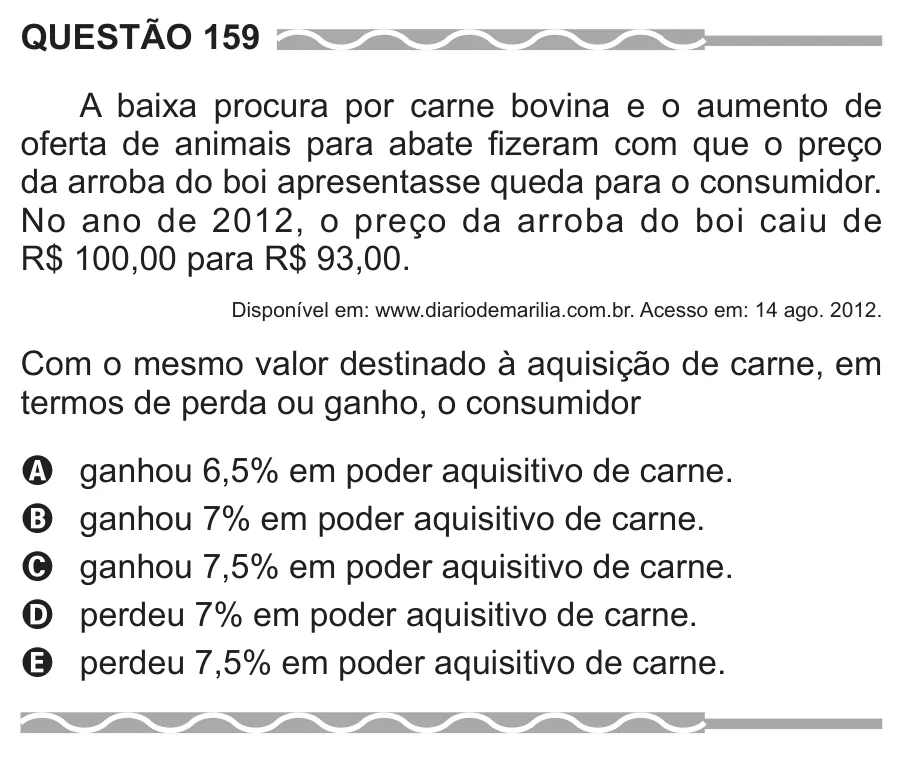 QUESTÃO 159
A baixa procura por carne bovina e o aumento de
oferta de animais para abate fizeram com que o preço
da arroba do boi apresentasse queda para o consumidor.
No ano de 2012, o preço da arroba do boi caiu de
R$ 100,00 para R$ 93,00.
Disponível em: www.diariodemarilia.com.br. Acesso em: 14 ago. 2012.
Com o mesmo valor destinado à aquisição de carne, em
termos de perda ou ganho, o consumidor
A ganhou 6,5% em poder aquisitivo de carne.
B ganhou 7% em poder aquisitivo de carne.
C ganhou 7,5% em poder aquisitivo de carne.
D perdeu 7% em poder aquisitivo de carne.
E perdeu 7,5% em poder aquisitivo de carne.